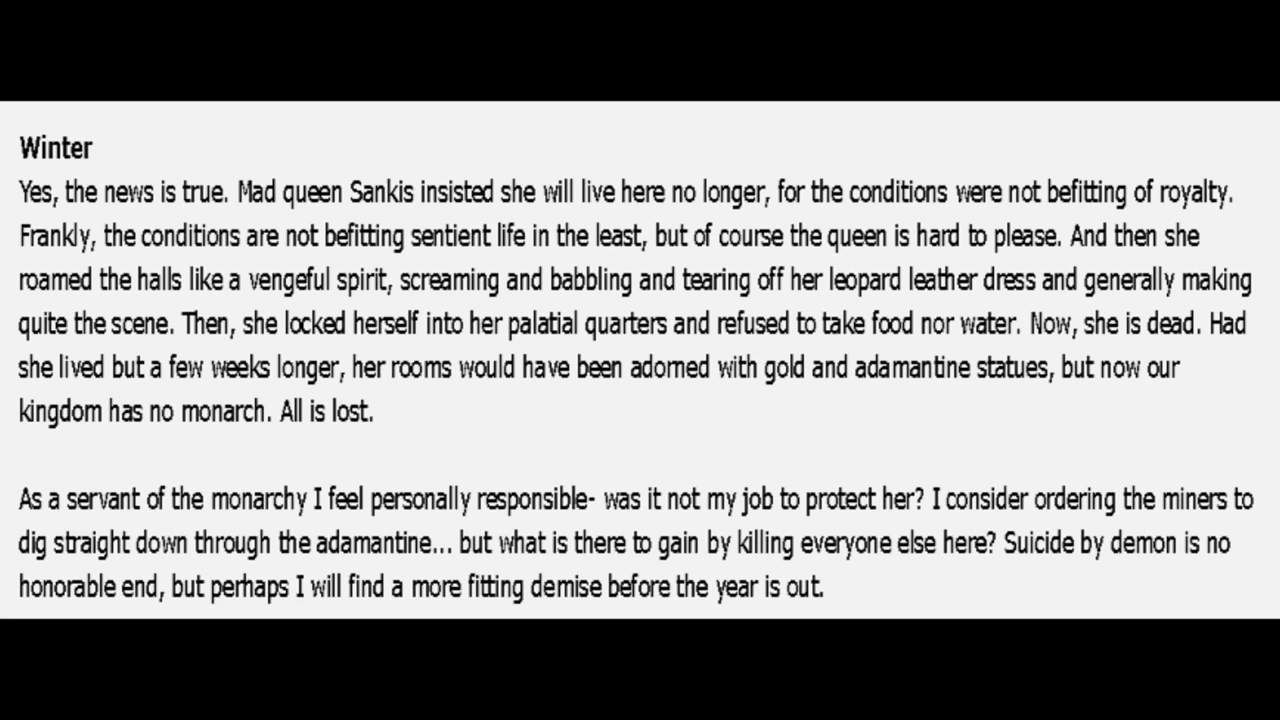 Winter
Yes, the news is true. Mad queen Sankis insisted she will live here no longer, for the conditions were not befitting of royalty.
Frankly, the conditions are not befitting sentient life in the least, but of course the queen is hard to please. And then she
roamed the halls like a vengeful spirit, screaming and babbling and tearing off her leopard leather dress and generally making
quite the scene. Then, she locked herself into her palatial quarters and refused to take food nor water. Now, she is dead. Had
she lived but a few weeks longer, her rooms would have been adorned with gold and adamantine statues, but now our
kingdom has no monarch. All is lost.
As a servant of the monarchy I feel personally responsible- was it not my job to protect her? I consider ordering the miners to
dig straight down through the adamantine... but what is there to gain by killing everyone else here? Suicide by demon is no
honorable end, but perhaps I will find a more fitting demise before the year is out.